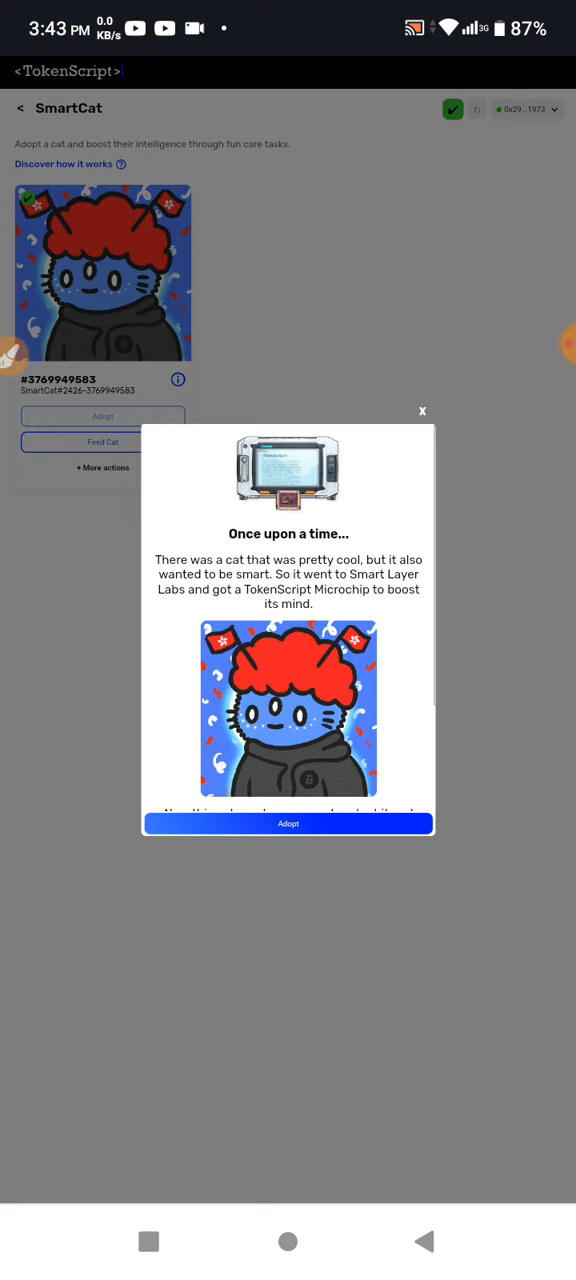 3:43 PM 0.0 KB/s 3G 87%
<TokenScript>
< SmartCat
0x29...1973
Adopt a cat and boost their intelligence through fun care tasks.
Discover how it works ?
#3769949583
SmartCat#2426-3769949583
Adopt
Feed Cat
+ More actions
x
Once upon a time...
There was a cat that was pretty cool, but it also
wanted to be smart. So it went to Smart Layer
Labs and got a TokenScript Microchip to boost
its mind.
Adopt